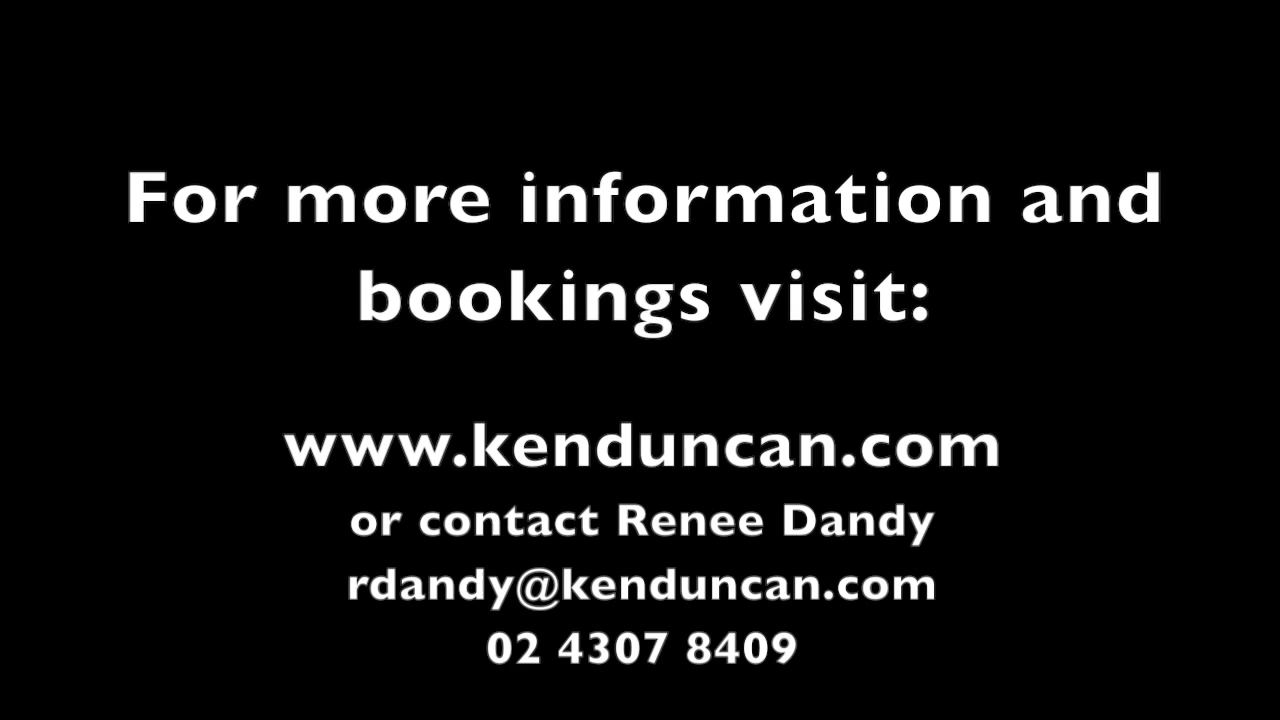 For more information and
bookings visit:
www.kenduncan.com
or contact Renee Dandy
rdandy@kenduncan.com
02 4307 8409